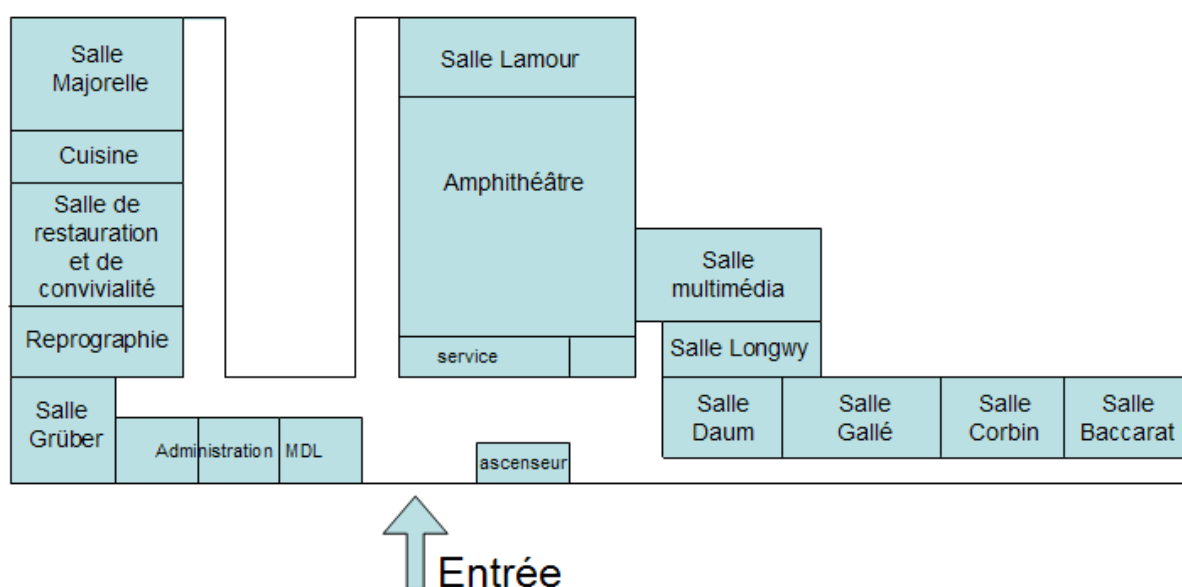 Salle
Majorelle
Cuisine
Salle de
restauration
et de
convivialité
Reprographie
Salle
Grüber
Administration
MDL
Salle Lamour
Amphithéâtre
service
ascenseur
Salle
multimédia
Salle Longwy
Salle
Daum
Salle
Gallé
Salle
Corbin
Salle
Baccarat
Entrée